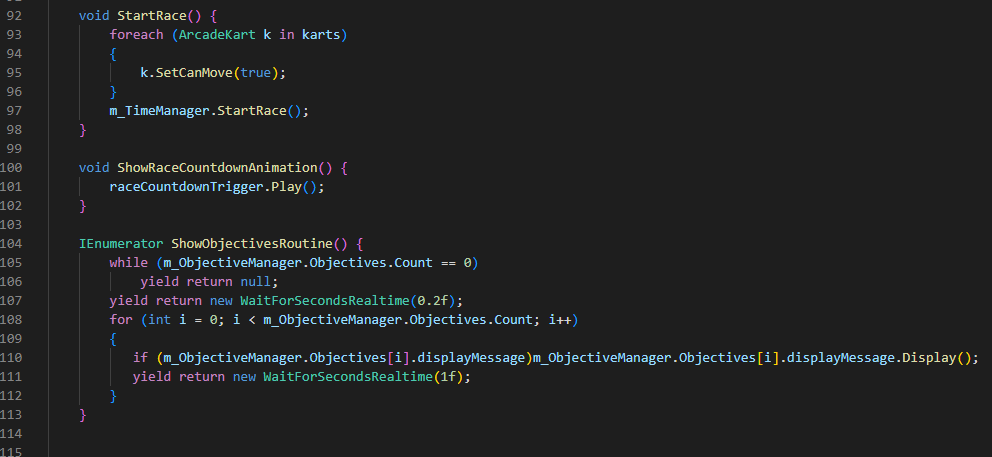 92 void StartRace() {
93 foreach (ArcadeKart k in karts)
94 {
95 k.SetCanMove(true);
96 }
97 m_TimeManager.StartRace();
98 }
99
100 void ShowRaceCountdownAnimation() {
101 raceCountdownTrigger.Play();
102 }
103
104 IEnumerator ShowObjectivesRoutine() {
105 while (m_ObjectiveManager.Objectives.Count == 0)
106 yield return null;
107 yield return new WaitForSecondsRealtime(0.2f);
108 for (int i = 0; i < m_ObjectiveManager.Objectives.Count; i++)
109 {
110 if (m_ObjectiveManager.Objectives[i].displayMessage)m_ObjectiveManager.Objectives[i].displayMessage.Display();
111 yield return new WaitForSecondsRealtime(1f);
112 }
113 }
114
115